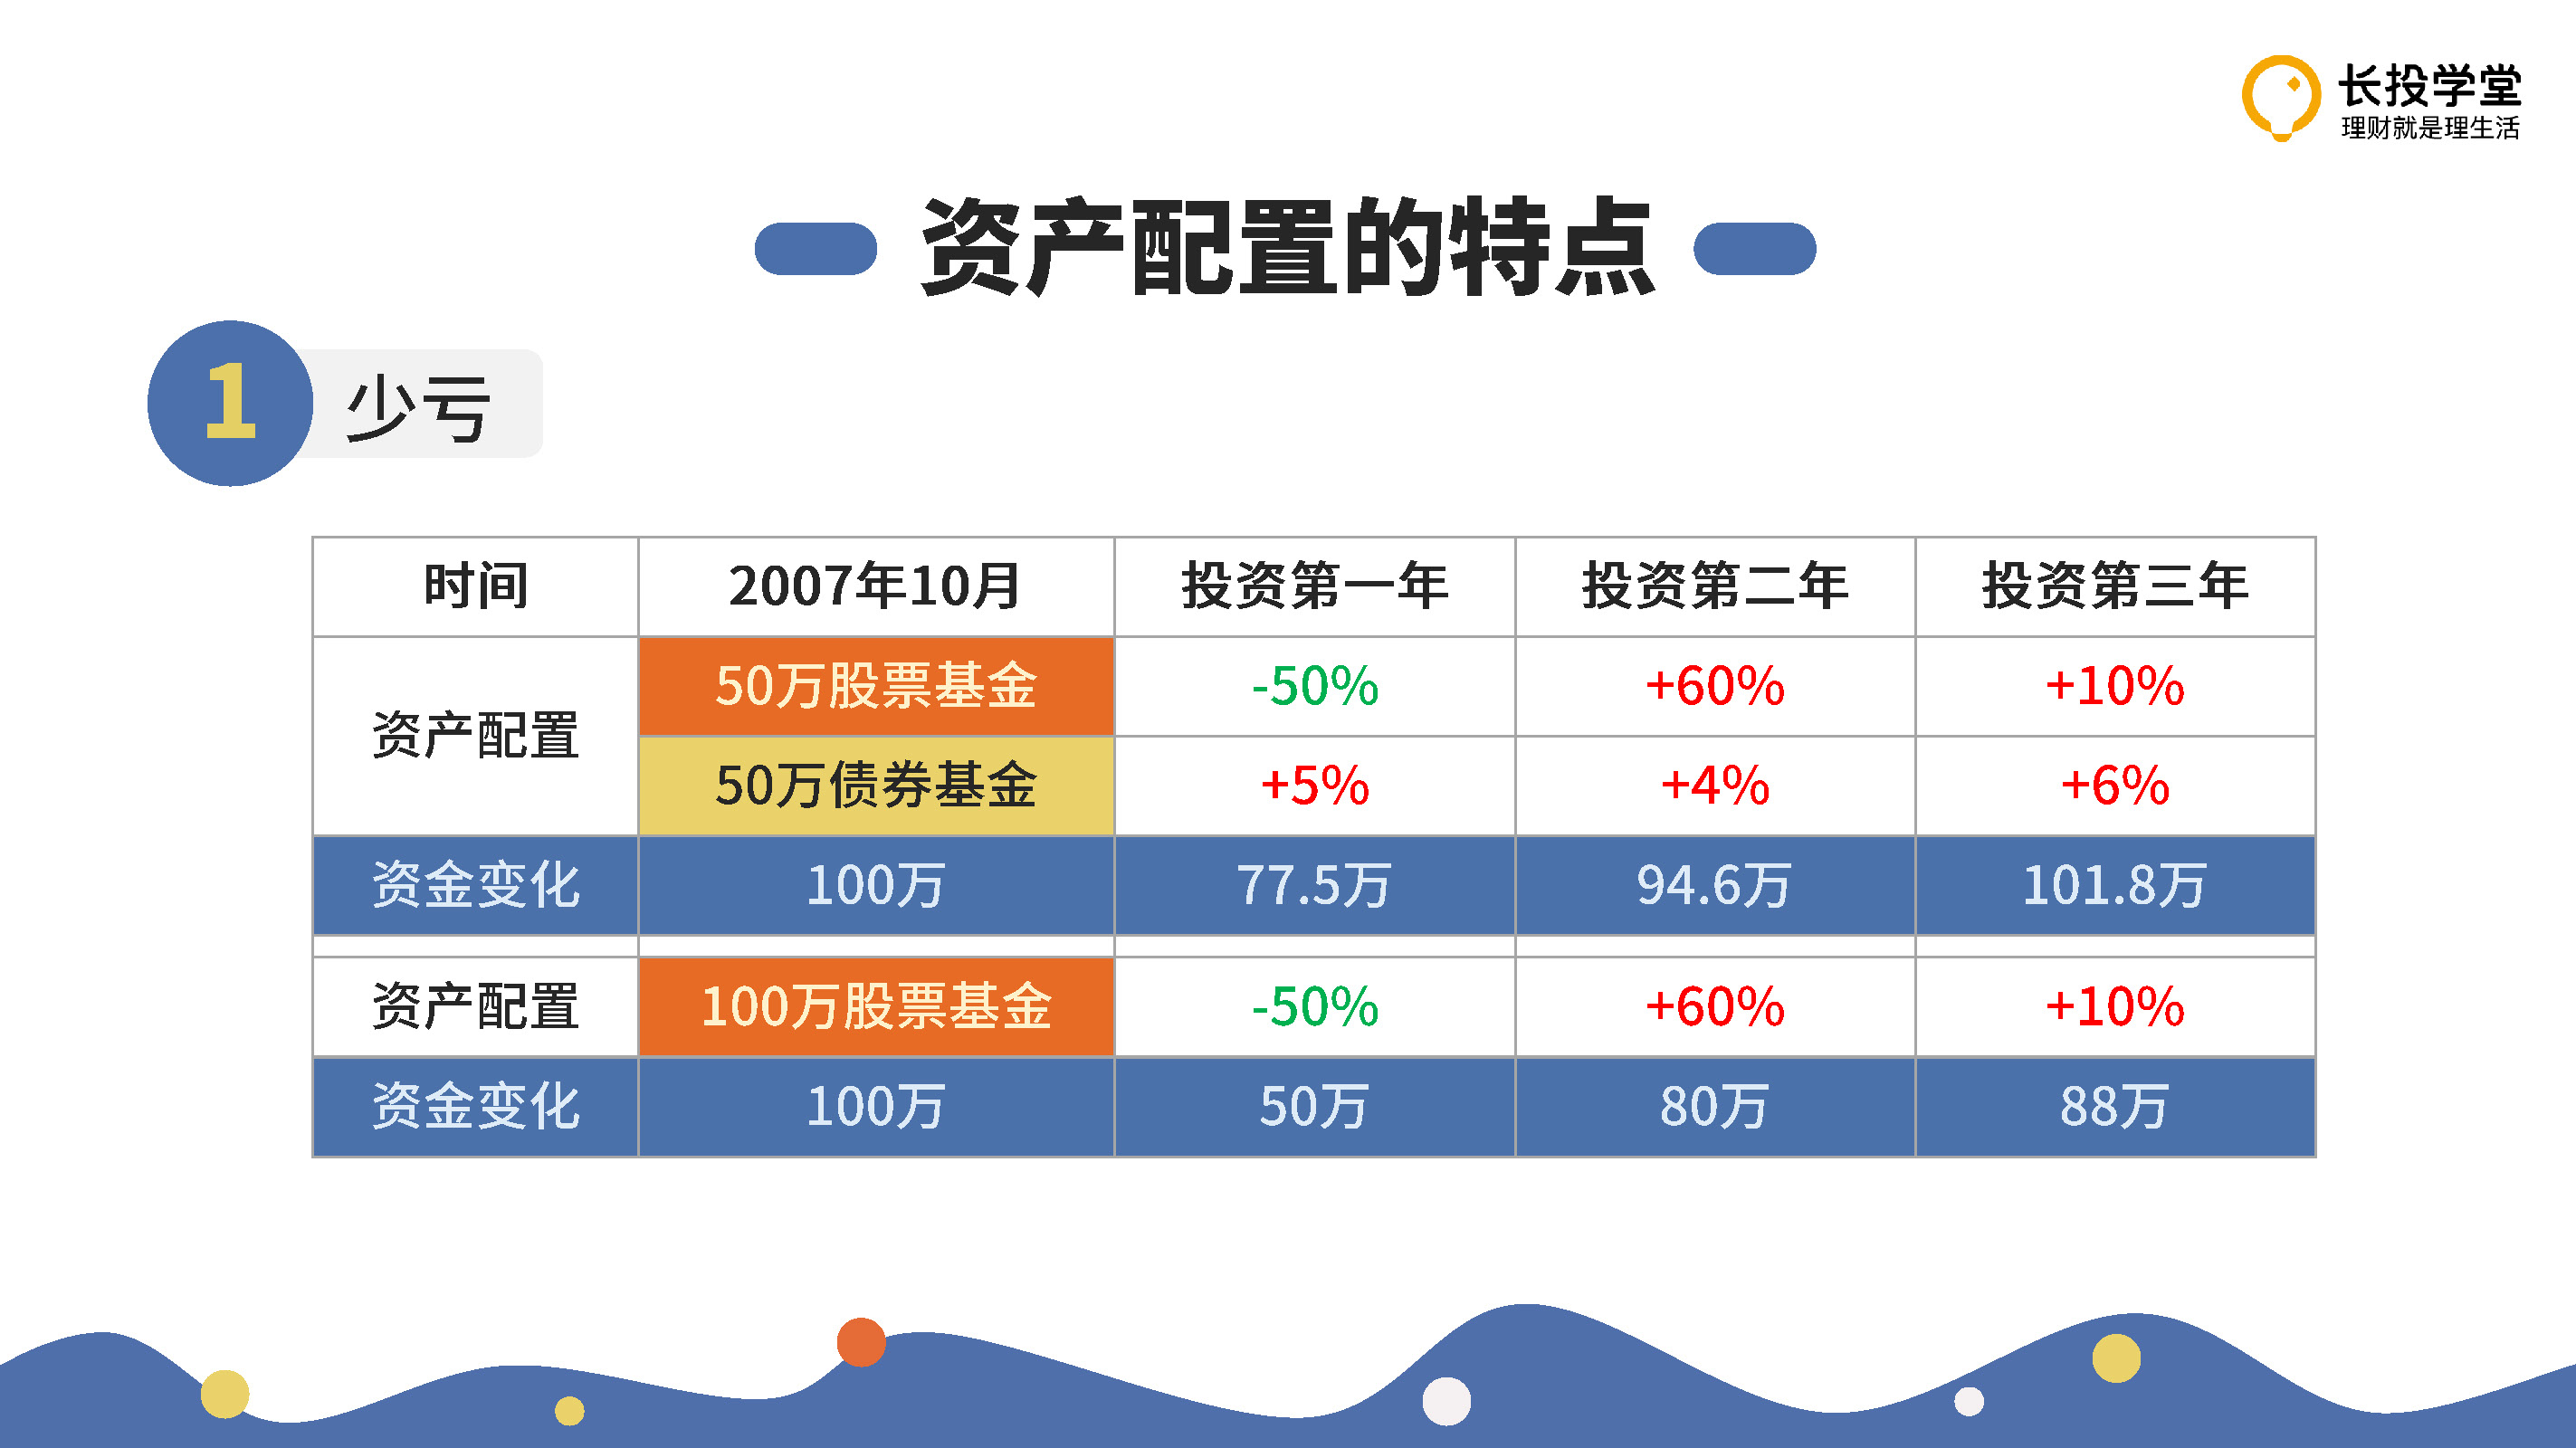 长投学堂
理财就是理生活
资产配置的特点
1 少亏
时间 2007年10月 投资第一年 投资第二年 投资第三年
资产配置 50万股票基金 -50% +60% +10%
50万债券基金 +5% +4% +6%
资金变化 100万 77.5万 94.6万 101.8万
资产配置 100万股票基金 -50% +60% +10%
资金变化 100万 50万 80万 88万